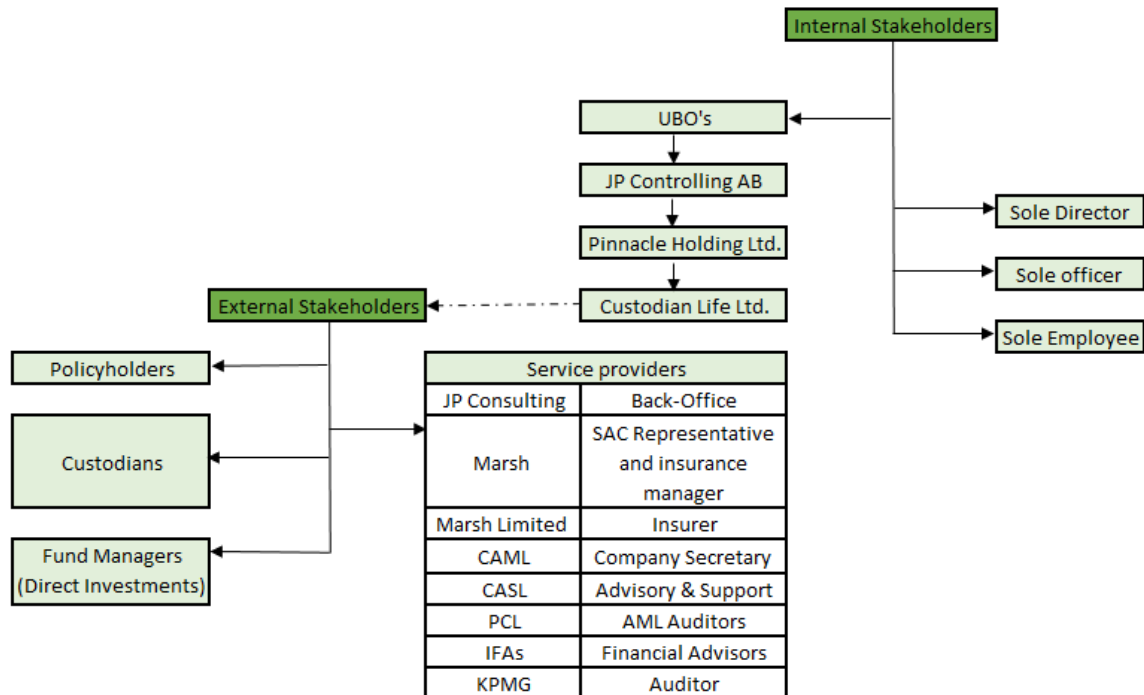 Internal Stakeholders
UBO's
JP Controlling AB
Sole Director
Pinnacle Holding Ltd.
Sole officer
External Stakeholders
Custodian Life Ltd.
Sole Employee
Policyholders
Service providers
JP Consulting Back-Office
Custodians
Marsh
SAC Representative
and insurance
manager
Marsh Limited Insurer
Fund Managers
(Direct Investments)
CAML Company Secretary
CASL Advisory & Support
PCL AML Auditors
IFAs Financial Advisors
KPMG Auditor